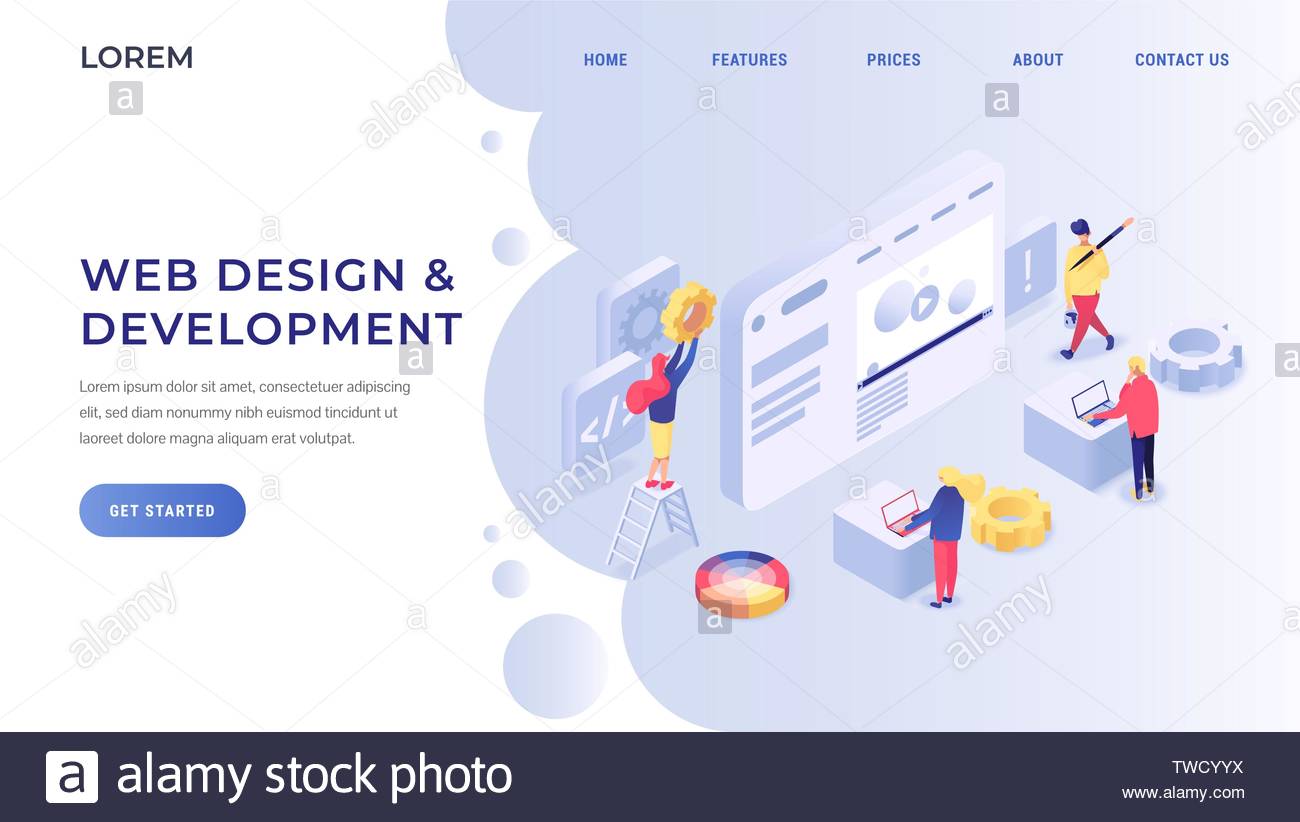 LOREM
HOME FEATURES PRICES ABOUT CONTACT US
WEB DESIGN &
DEVELOPMENT
Lorem ipsum dolor sit amet, consectetuer adipiscing
elit, sed diam nonummy nibh euismod tincidunt ut
laoreet dolore magna aliquam erat volutpat.
GET STARTED
</>
!
a
alamy
a alamy stock photo
TWCYYX
www.alamy.com